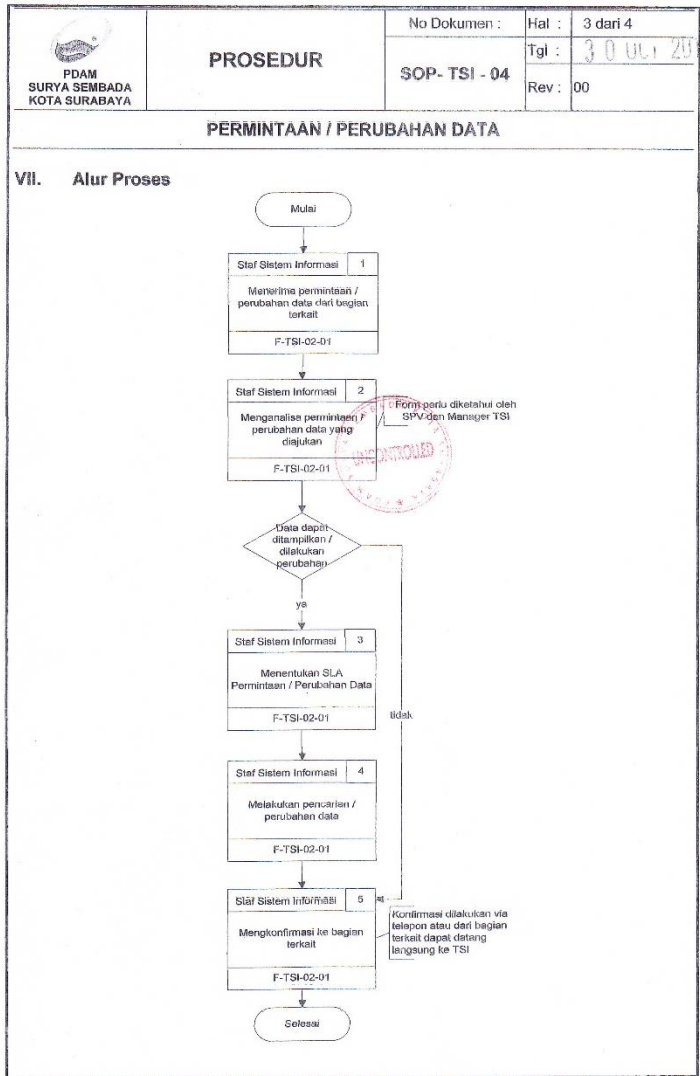 PDAM
SURYA SEMBADA
KOTA SURABAYA
PROSEDUR
No Dokumen :
SOP- TSI - 04
Hal : 3 dari 4
Tgl : 30 OCT
Rev : 00
PERMINTAAN / PERUBAHAN DATA
VII. Alur Proses
Mulai
Staf Sistem Informasi 1
Menerima permintaan /
perubahan data dari bagian
terkait
F-TSI-02-01
Staf Sistem Informasi 2
Menganalisa permintaan /
perubahan data yang
diajukan
F-TSI-02-01
Form perlu diketahui oleh
SPV dan Manager TSI
UNCONTROLLED
Data dapat
ditampilkan /
dilakukan
perubahan
ya
tidak
Staf Sistem Informasi 3
Menentukan SLA
Permintaan / Perubahan Data
F-TSI-02-01
Staf Sistem Informasi 4
Melakukan pencarian /
perubahan data
F-TSI-02-01
Staf Sistem Informasi 5
Mengkonfirmasi ke bagian
terkait
F-TSI-02-01
Konfirmasi dilakukan via
telepon atau dari bagian
terkait dapat datang
langsung ke TSI
Selesai